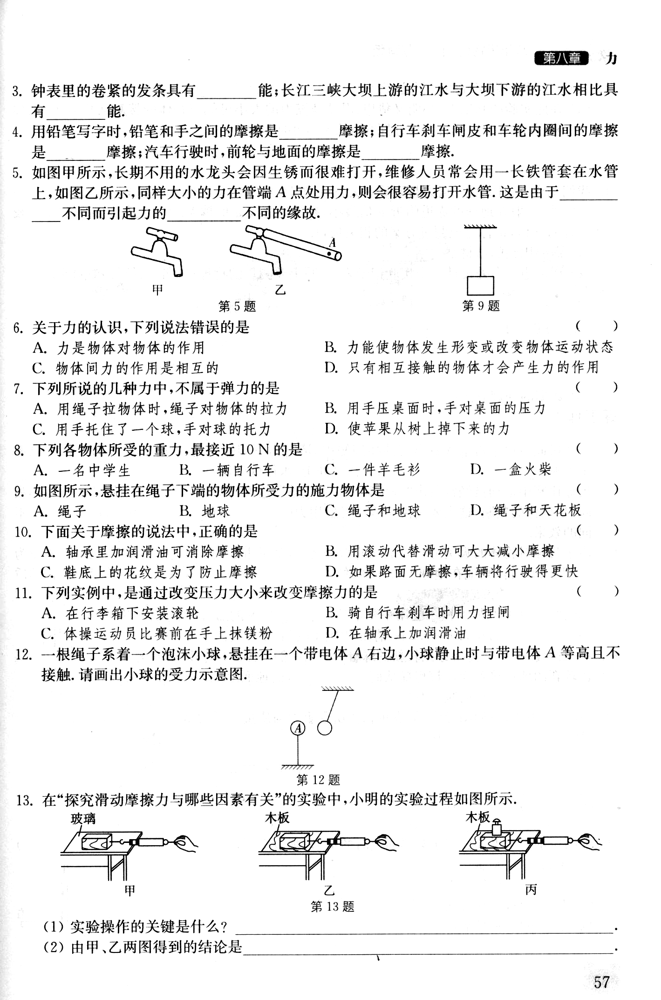 第八章 力
3. 钟表里的卷紧的发条具有________能;长江三峡大坝上游的江水与大坝下游的江水相比具
有________能.
4. 用铅笔写字时,铅笔和手之间的摩擦是________摩擦;自行车刹车闸皮和车轮内圈间的摩擦
是________摩擦;汽车行驶时,前轮与地面的摩擦是________摩擦.
5. 如图甲所示,长期不用的水龙头会因生锈而很难打开,维修人员常会用一长铁管套在水管
上,如图乙所示,同样大小的力在管端 A 点处用力,则会很容易打开水管. 这是由于________
____不同而引起力的__________不同的缘故.
A
甲 乙
第 5 题 第 9 题
6. 关于力的认识,下列说法错误的是 ( )
A. 力是物体对物体的作用 B. 力能使物体发生形变或改变物体运动状态
C. 物体间力的作用是相互的 D. 只有相互接触的物体才会产生力的作用
7. 下列所说的几种力中,不属于弹力的是 ( )
A. 用绳子拉物体时,绳子对物体的拉力 B. 用手压桌面时,手对桌面的压力
C. 用手托住了一个球,手对球的托力 D. 使苹果从树上掉下来的力
8. 下列各物体所受的重力,最接近 10 N 的是 ( )
A. 一名中学生 B. 一辆自行车 C. 一件羊毛衫 D. 一盒火柴
9. 如图所示,悬挂在绳子下端的物体所受力的施力物体是 ( )
A. 绳子 B. 地球 C. 绳子和地球 D. 绳子和天花板
10. 下面关于摩擦的说法中,正确的是 ( )
A. 轴承里加润滑油可消除摩擦 B. 用滚动代替滑动可大大减小摩擦
C. 鞋底上的花纹是为了防止摩擦 D. 如果路面无摩擦,车辆将行驶得更快
11. 下列实例中,是通过改变压力大小来改变摩擦力的是 ( )
A. 在行李箱下安装滚轮 B. 骑自行车刹车时用力捏闸
C. 体操运动员比赛前在手上抹镁粉 D. 在轴承上加润滑油
12. 一根绳子系着一个泡沫小球,悬挂在一个带电体 A 右边,小球静止时与带电体 A 等高且不
接触. 请画出小球的受力示意图.
A
第 12 题
13. 在“探究滑动摩擦力与哪些因素有关”的实验中,小明的实验过程如图所示.
玻璃 木板 木板
甲 乙 丙
第 13 题
(1) 实验操作的关键是什么? ________________.
(2) 由甲、乙两图得到的结论是________________.
57